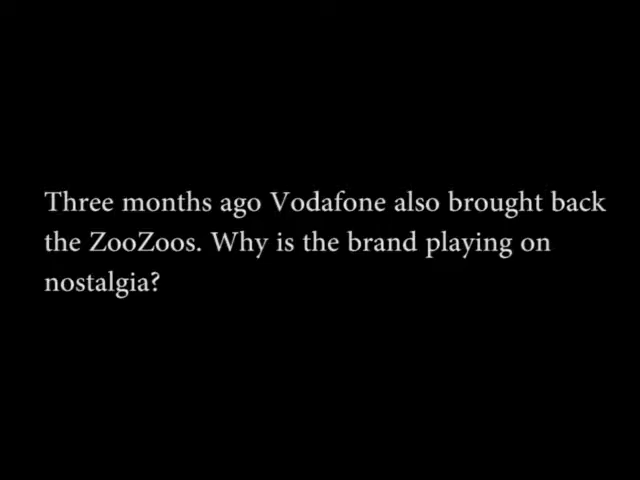 Three months ago Vodafone also brought back
the ZooZoos. Why is the brand playing on
nostalgia?